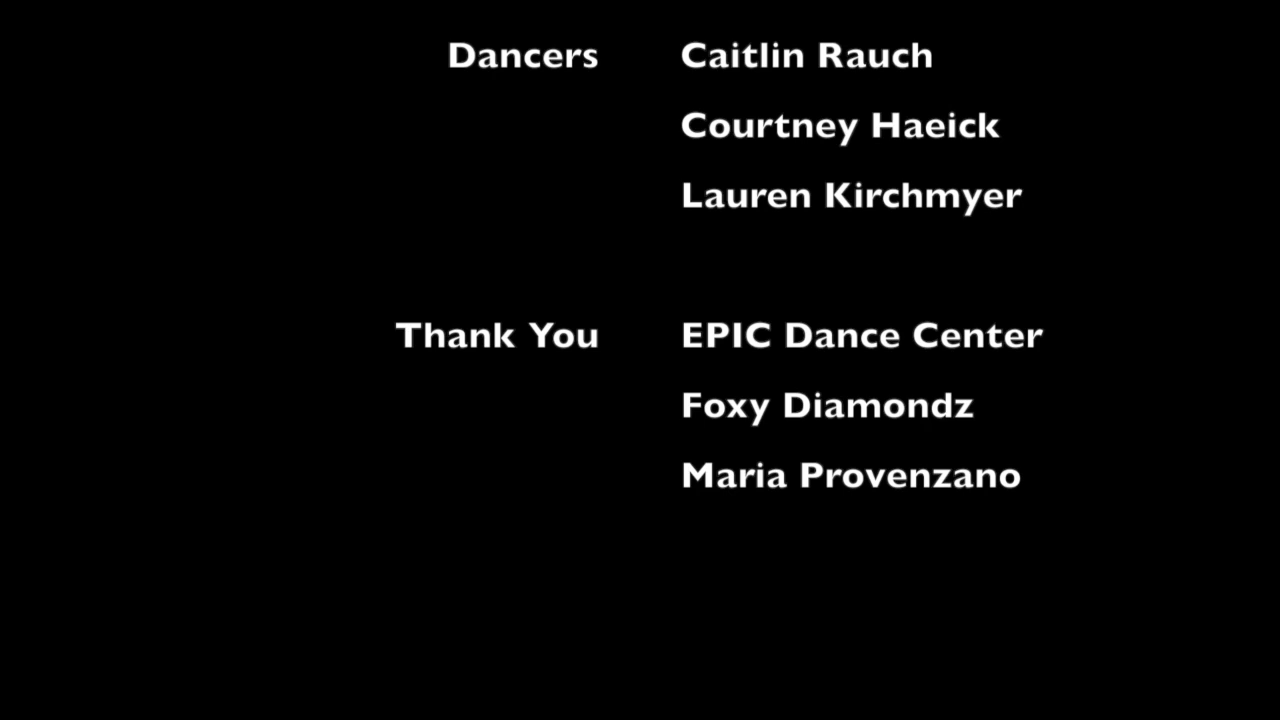 Dancers Caitlin Rauch
Courtney Haeick
Lauren Kirchmyer
Thank You EPIC Dance Center
Foxy Diamondz
Maria Provenzano